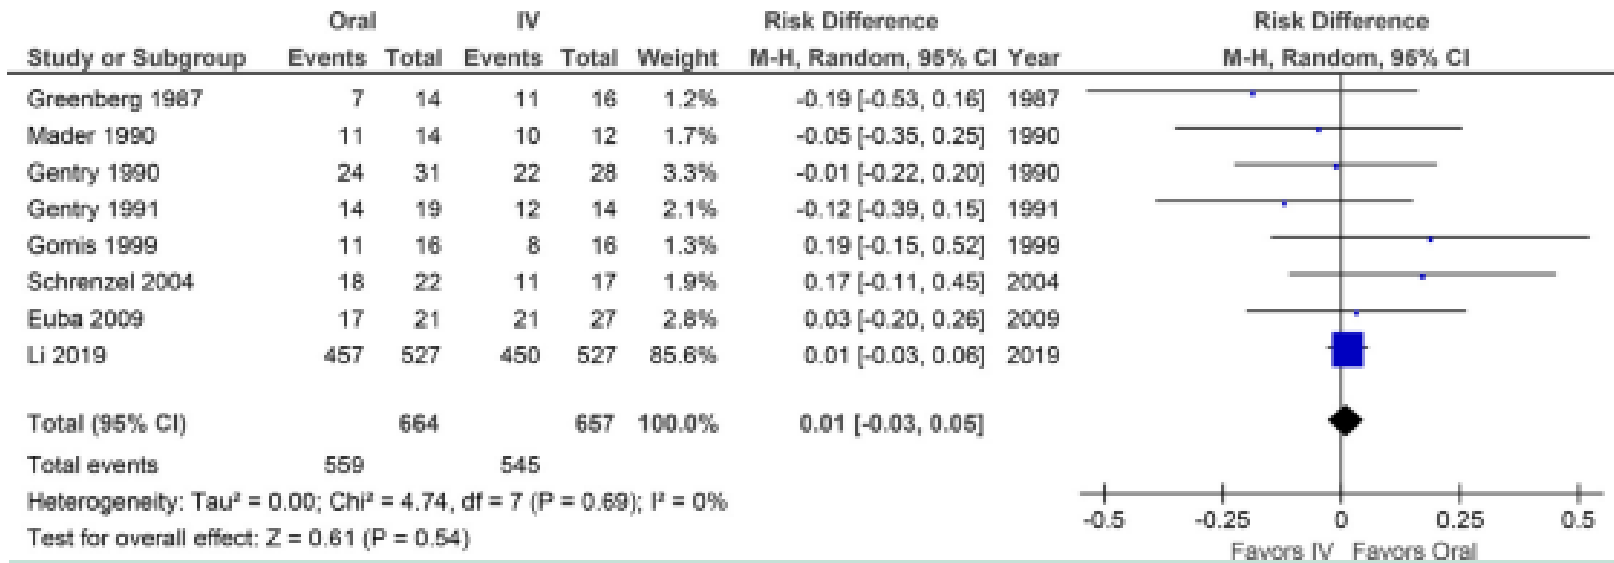 Oral IV Risk Difference Risk Difference
Study or Subgroup Events Total Events Total Weight M-H, Random, 95% CI Year M-H, Random, 95% CI
Greenberg 1987 7 14 11 16 1.2% -0.19 [-0.53, 0.16] 1987
Mader 1990 11 14 10 12 1.7% -0.05 [-0.35, 0.25] 1990
Gentry 1990 24 31 22 28 3.3% -0.01 [-0.22, 0.20] 1990
Gentry 1991 14 19 12 14 2.1% -0.12 [-0.39, 0.15] 1991
Gomis 1999 11 16 8 16 1.3% 0.19 [-0.15, 0.52] 1999
Schrenzel 2004 18 22 11 17 1.9% 0.17 [-0.11, 0.45] 2004
Euba 2009 17 21 21 27 2.8% 0.03 [-0.20, 0.26] 2009
Li 2019 457 527 450 527 85.6% 0.01 [-0.03, 0.06] 2019
Total (95% CI) 664 657 100.0% 0.01 [-0.03, 0.05]
Total events 559 545
Heterogeneity: Tau² = 0.00; Chi² = 4.74, df = 7 (P = 0.69); I² = 0%
Test for overall effect: Z = 0.61 (P = 0.54)
-0.5 -0.25 0 0.25 0.5
Favors IV Favors Oral